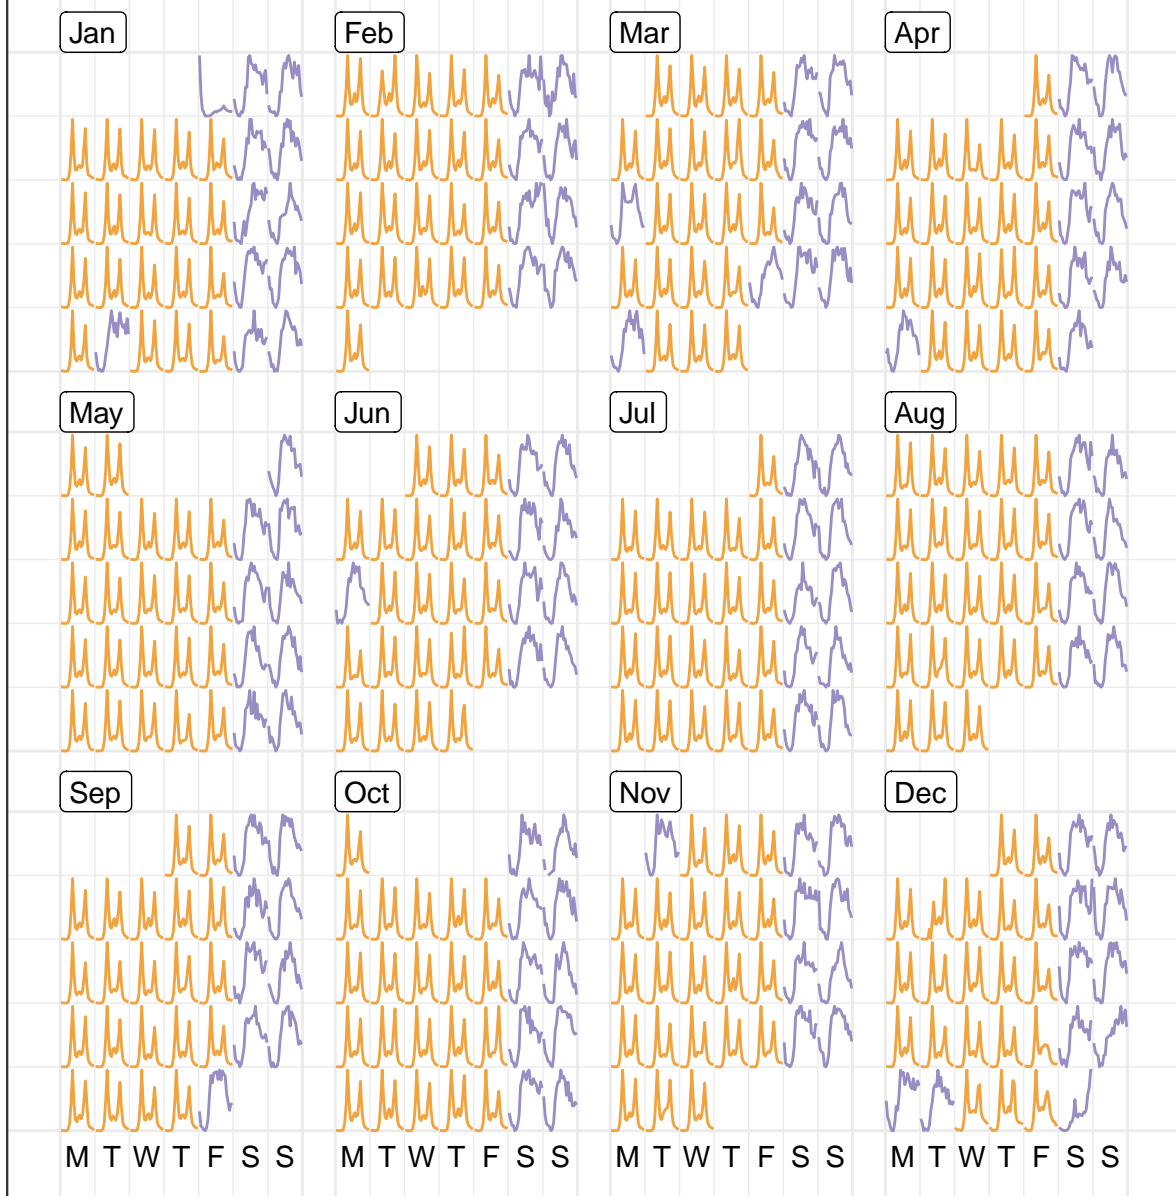 Jan Feb Mar Apr
May Jun Jul Aug
Sep Oct Nov Dec
M T W T F S S M T W T F S S M T W T F S S M T W T F S S